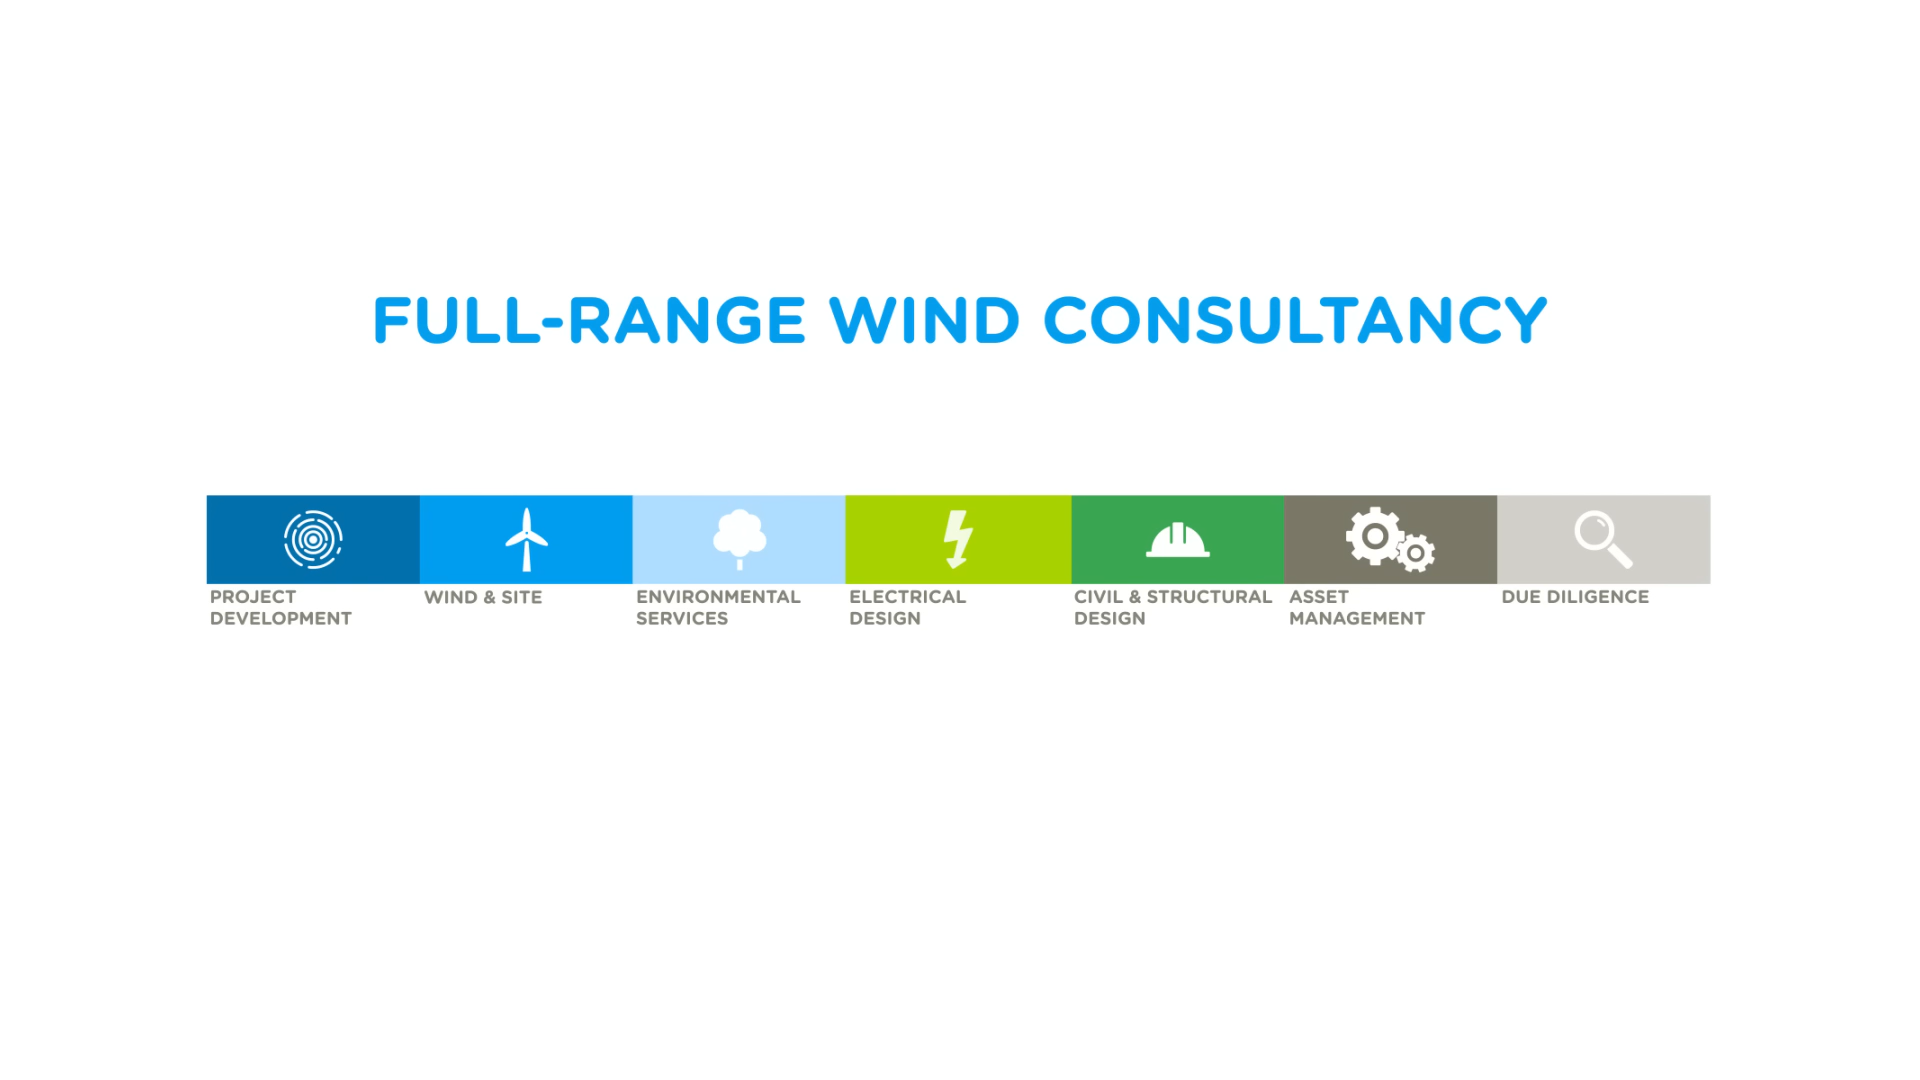 FULL-RANGE WIND CONSULTANCY
PROJECT
DEVELOPMENT
WIND & SITE
ENVIRONMENTAL
SERVICES
ELECTRICAL
DESIGN
CIVIL & STRUCTURAL
DESIGN
ASSET
MANAGEMENT
DUE DILIGENCE